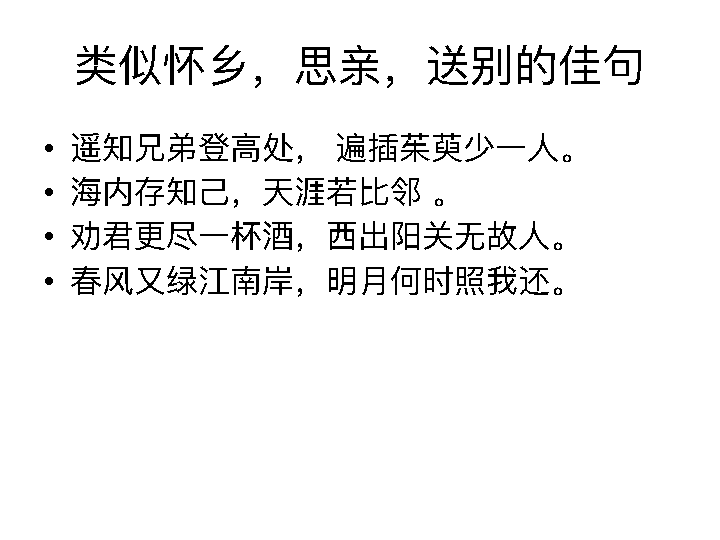 类似怀乡，思亲，送别的佳句
• 遥知兄弟登高处， 遍插茱萸少一人。
• 海内存知己，天涯若比邻 。
• 劝君更尽一杯酒，西出阳关无故人。
• 春风又绿江南岸，明月何时照我还。